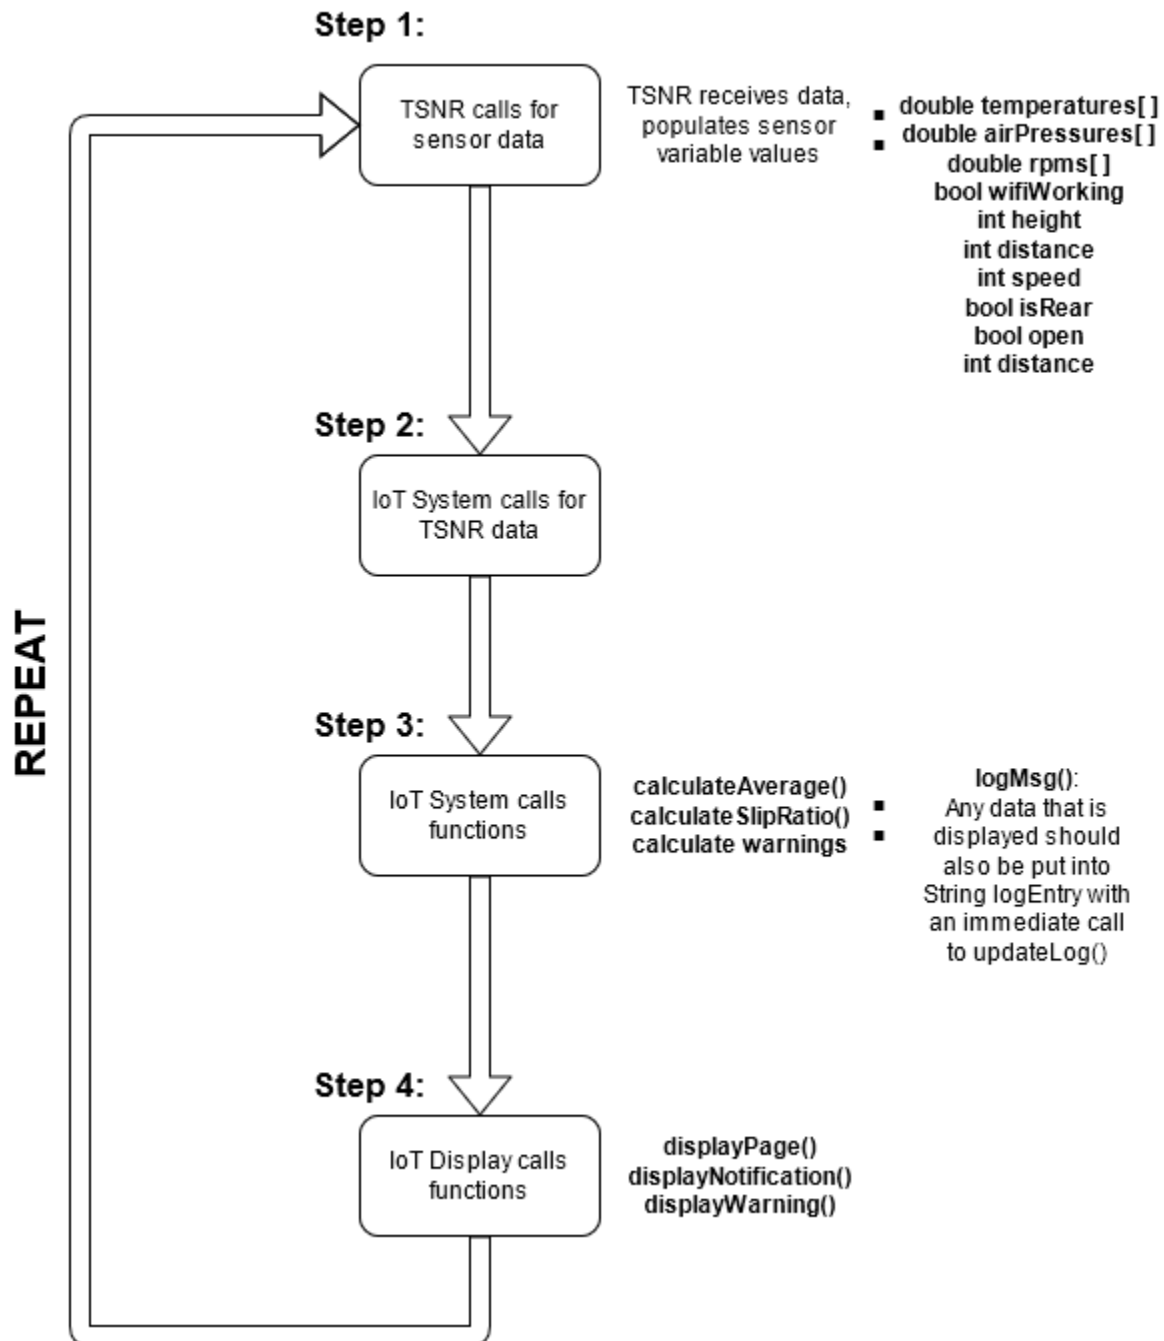 Step 1:
TSNR calls for
sensor data
TSNR receives data,
populates sensor
variable values
double temperatures[ ]
double airPressures[ ]
double rpms[ ]
bool wifiWorking
int height
int distance
int speed
bool isRear
bool open
int distance
Step 2:
IoT System calls for
TSNR data
REPEAT
Step 3:
IoT System calls
functions
calculateAverage()
calculateSlipRatio()
calculate warnings
logMsg():
Any data that is
displayed should
also be put into
String logEntry with
an immediate call
to updateLog()
Step 4:
IoT Display calls
functions
displayPage()
displayNotification()
displayWarning()